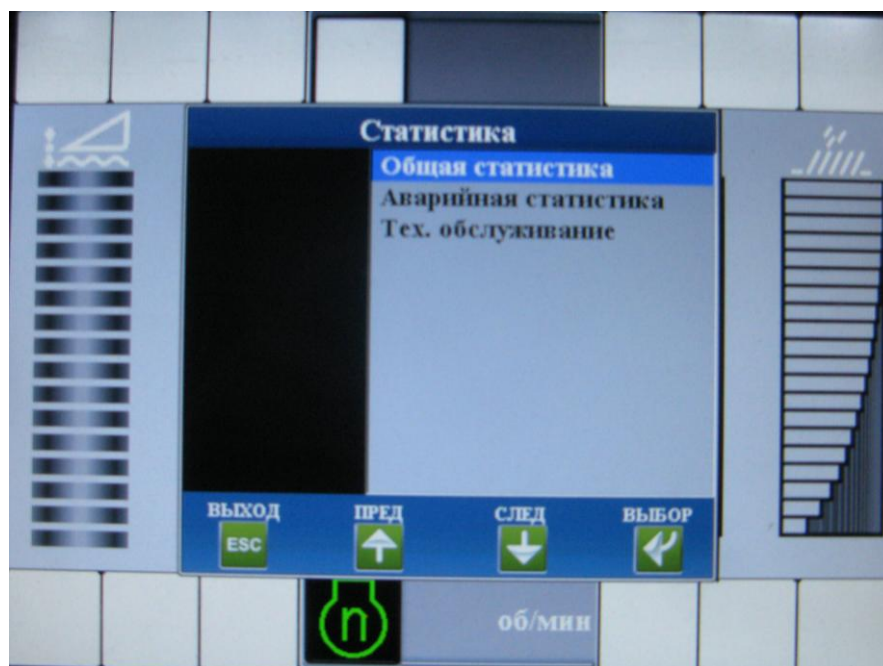 Статистика
Общая статистика
Аварийная статистика
Тех. обслуживание
ВЫХОД
ПРЕД
СЛЕД
ВЫБОР
ESC
n
об/мин